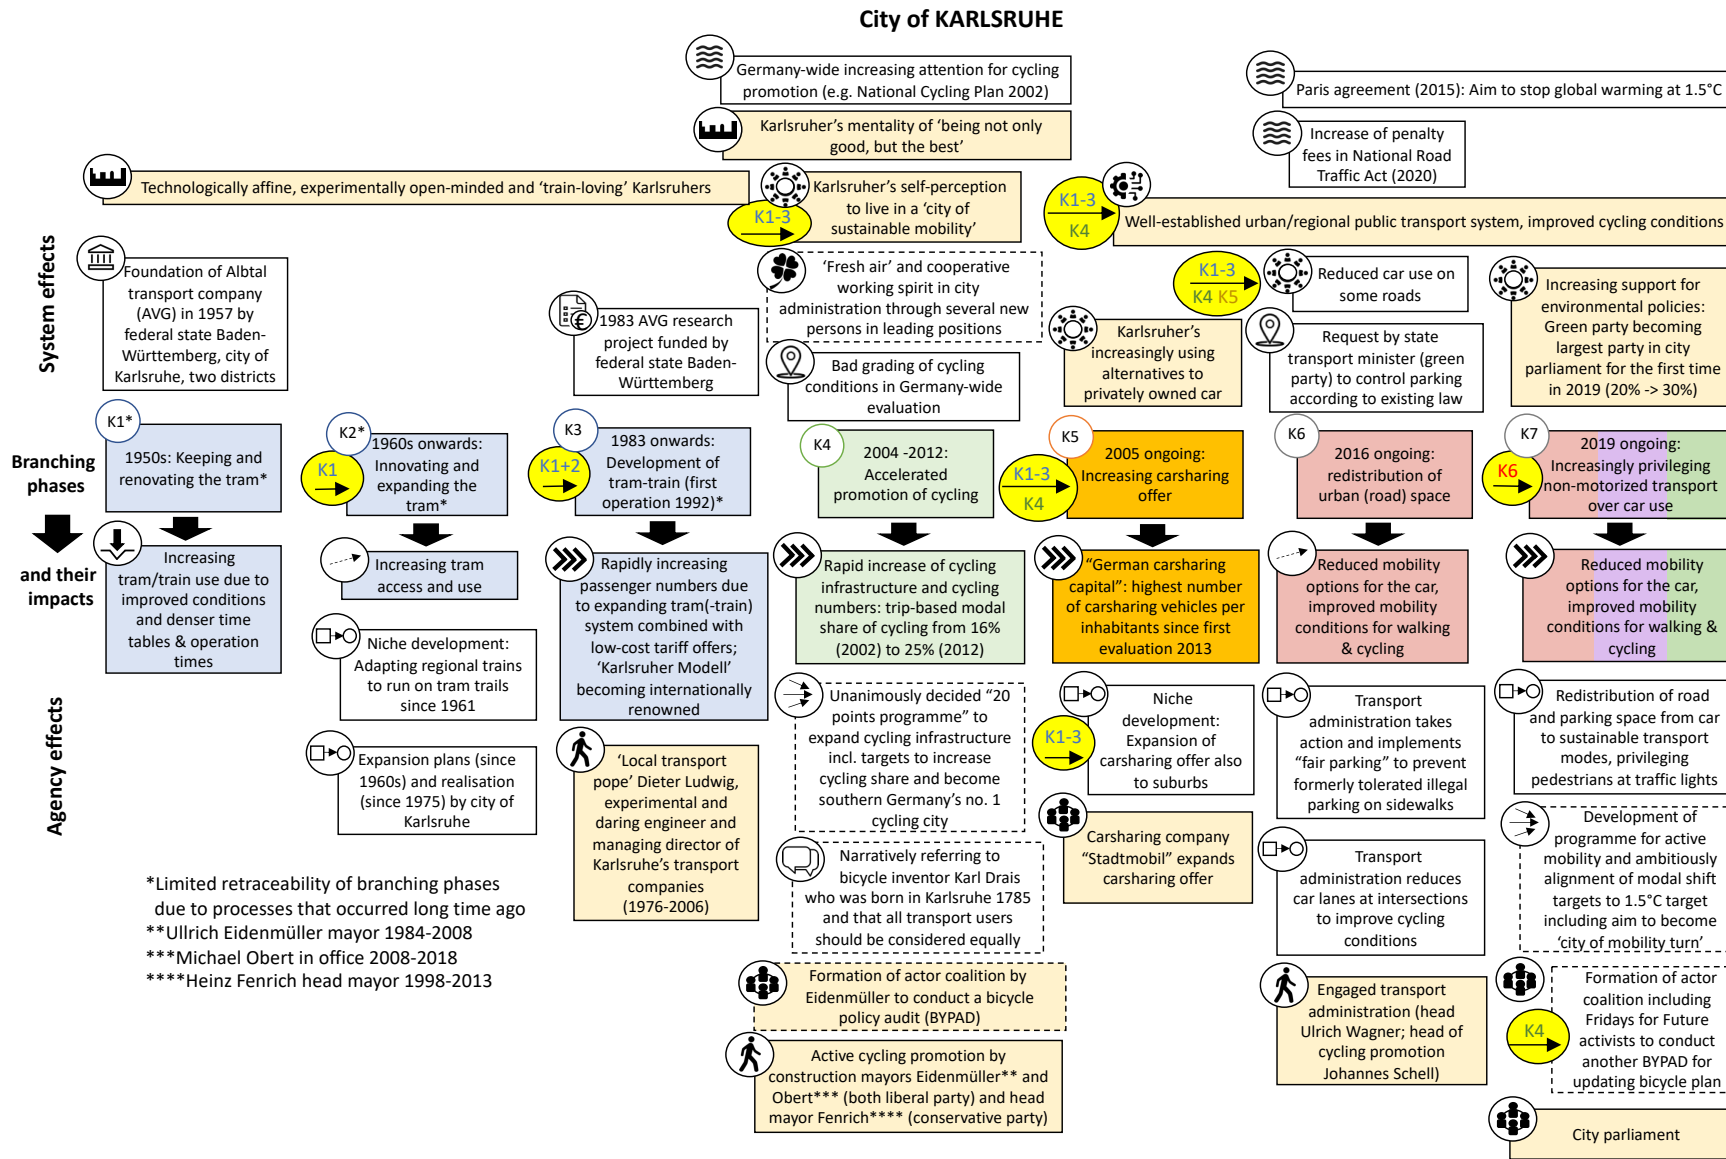 City of KARLSRUHE
Germany-wide increasing attention for cycling
promotion (e.g. National Cycling Plan 2002)
Paris agreement (2015): Aim to stop global warming at 1.5°C
Karlsruher's mentality of 'being not only
good, but the best'
Increase of penalty
fees in National Road
Traffic Act (2020)
Technologically affine, experimentally open-minded and 'train-loving' Karlsruhers
K1-3
Karlsruher's self-perception
to live in a 'city of
sustainable mobility'
K1-3
K4
Well-established urban/regional public transport system, improved cycling conditions
System effects
Foundation of Albtal
transport company
(AVG) in 1957 by
federal state Baden-
Württemberg, city of
Karlsruhe, two districts
€
1983 AVG research
project funded by
federal state Baden-
Württemberg
'Fresh air' and cooperative
working spirit in city
administration through several new
persons in leading positions
Bad grading of cycling
conditions in Germany-wide
evaluation
Karlsruher's
increasingly using
alternatives to
privately owned car
K1-3
K4 K5
Reduced car use on
some roads
Request by state
transport minister (green
party) to control parking
according to existing law
Increasing support for
environmental policies:
Green party becoming
largest party in city
parliament for the first time
in 2019 (20% -> 30%)
Branching
phases
K1*
1950s: Keeping and
renovating the tram*
K2*
K1
1960s onwards:
Innovating and
expanding the
tram*
K3
K1+2
1983 onwards:
Development of
tram-train (first
operation 1992)*
K4
2004 -2012:
Accelerated
promotion of cycling
K5
K1-3
K4
2005 ongoing:
Increasing carsharing
offer
K6
2016 ongoing:
redistribution of
urban (road) space
K7
K6
2019 ongoing:
Increasingly privileging
non-motorized transport
over car use
and their
impacts
Increasing
tram/train use due to
improved conditions
and denser time
tables & operation
times
Increasing tram
access and use
Rapidly increasing
passenger numbers due
to expanding tram(-train)
system combined with
low-cost tariff offers;
'Karlsruher Modell'
becoming internationally
renowned
Rapid increase of cycling
infrastructure and cycling
numbers: trip-based modal
share of cycling from 16%
(2002) to 25% (2012)
"German carsharing
capital": highest number
of carsharing vehicles per
inhabitants since first
evaluation 2013
Reduced mobility
options for the car,
improved mobility
conditions for walking
& cycling
Reduced mobility
options for the car,
improved mobility
conditions for walking &
cycling
Agency effects
Niche development:
Adapting regional trains
to run on tram trails
since 1961
Expansion plans (since
1960s) and realisation
(since 1975) by city of
Karlsruhe
'Local transport
pope' Dieter Ludwig,
experimental and
daring engineer and
managing director of
Karlsruhe's transport
companies
(1976-2006)
Unanimously decided "20
points programme" to
expand cycling infrastructure
incl. targets to increase
cycling share and become
southern Germany's no. 1
cycling city
Narratively referring to
bicycle inventor Karl Drais
who was born in Karlsruhe 1785
and that all transport users
should be considered equally
Formation of actor coalition by
Eidenmüller to conduct a bicycle
policy audit (BYPAD)
Active cycling promotion by
construction mayors Eidenmüller** and
Obert*** (both liberal party) and head
mayor Fenrich**** (conservative party)
K1-3
Niche
development:
Expansion of
carsharing offer also
to suburbs
Carsharing company
"Stadtmobil" expands
carsharing offer
Transport
administration takes
action and implements
"fair parking" to prevent
formerly tolerated illegal
parking on sidewalks
Transport
administration reduces
car lanes at intersections
to improve cycling
conditions
Engaged transport
administration (head
Ulrich Wagner; head of
cycling promotion
Johannes Schell)
Redistribution of road
and parking space from car
to sustainable transport
modes, privileging
pedestrians at traffic lights
Development of
programme for active
mobility and ambitiously
alignment of modal shift
targets to 1.5°C target
including aim to become
'city of mobility turn'
K4
Formation of actor
coalition including
Fridays for Future
activists to conduct
another BYPAD for
updating bicycle plan
City parliament
*Limited retraceability of branching phases
due to processes that occurred long time ago
**Ullrich Eidenmüller mayor 1984-2008
***Michael Obert in office 2008-2018
****Heinz Fenrich head mayor 1998-2013